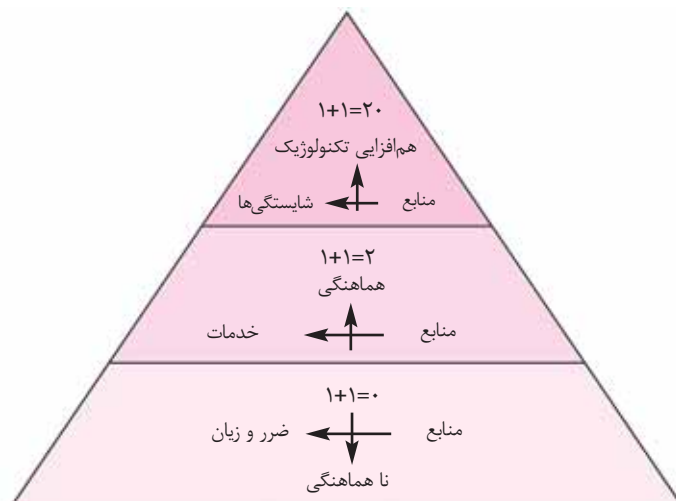 ۱+۱=۲۰
هم‌افزایی تکنولوژیک
منابع شایستگی‌ها
۱+۱=۲
هماهنگی
منابع خدمات
۱+۱=۰
منابع ضرر و زیان
نا هماهنگی